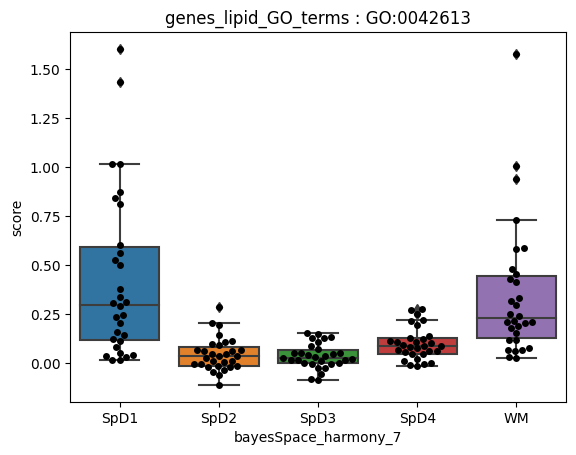 genes_lipid_GO_terms : GO:0042613
1.50
1.25
1.00
0.75
0.50
0.25
0.00
score
SpD1 SpD2 SpD3 SpD4 WM
bayesSpace_harmony_7